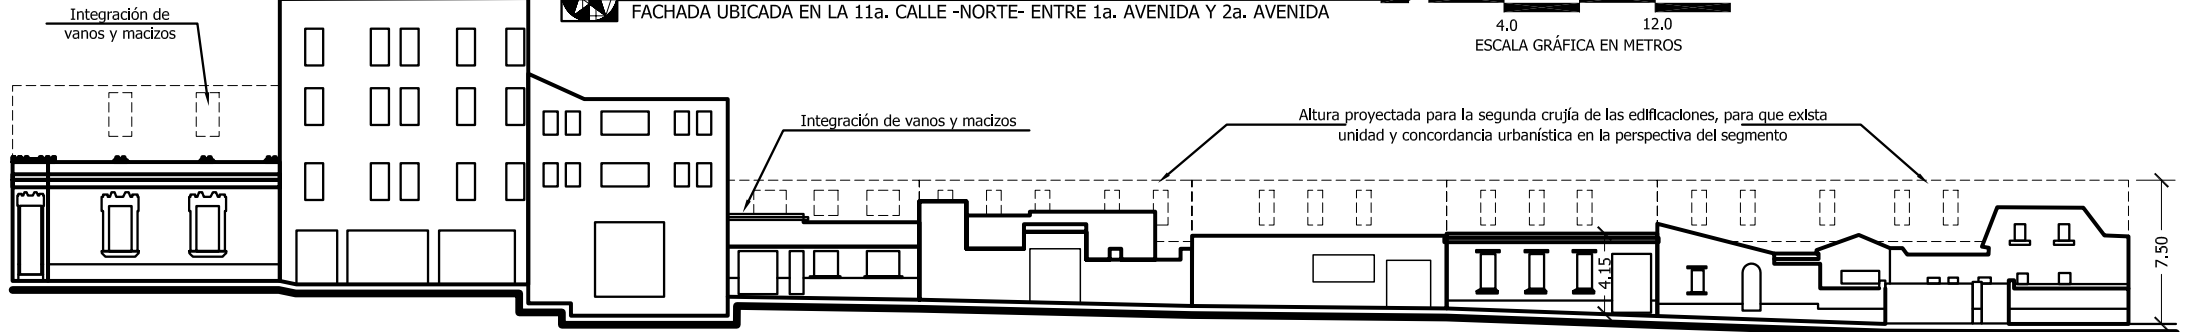 Integración de
vanos y macizos
FACHADA UBICADA EN LA 11a. CALLE -NORTE- ENTRE 1a. AVENIDA Y 2a. AVENIDA
4.0
12.0
ESCALA GRÁFICA EN METROS
Integración de vanos y macizos
Altura proyectada para la segunda crujía de las edificaciones, para que exista
unidad y concordancia urbanística en la perspectiva del segmento
4.15
7.50